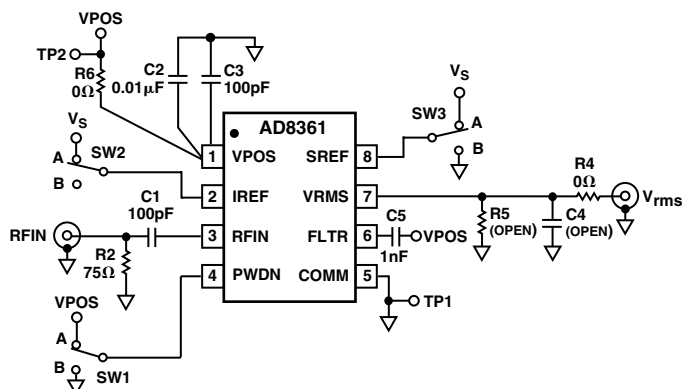 VPOS
TP2
R6
0Ω
C2
0.01μF
C3
100pF
VS
A
SW2
B
AD8361
1
VPOS
SREF
8
2
IREF
VRMS
7
3
RFIN
FLTR
6
4
PWDN
COMM
5
VS
SW3
A
B
R4
0Ω
Vrms
R5
(OPEN)
C4
(OPEN)
C5
1nF
VPOS
TP1
C1
100pF
RFIN
R2
75Ω
VPOS
A
B
SW1